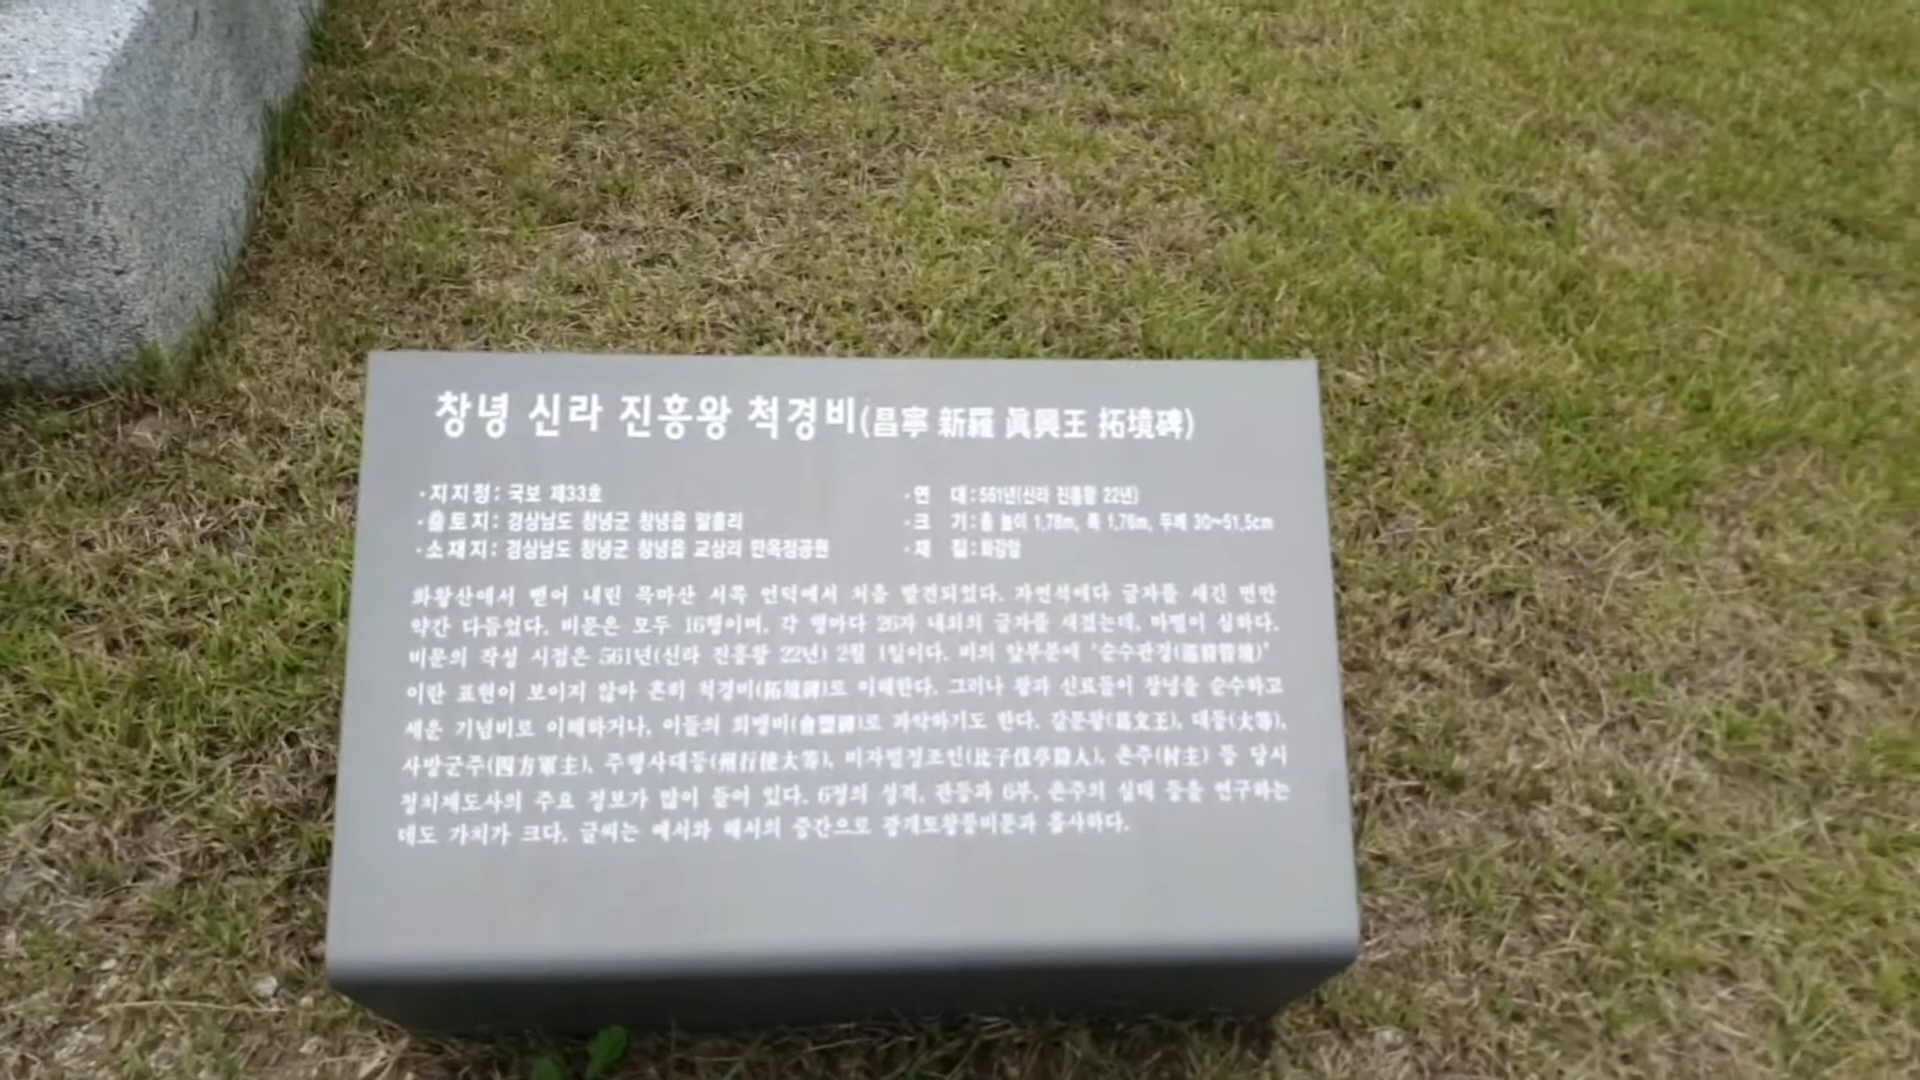 창녕 신라 진흥왕 척경비(昌寧 新羅 眞興王 拓境碑)
·지지정: 국보 제33호
·출토지: 경상남도 창녕군 창녕읍 말흘리
·소재지: 경상남도 창녕군 창녕읍 교상리 만옥정공원
·연 대: 561년(신라 진흥왕 22년)
·크 기: 총 높이 1.78m, 폭 1.76m, 두께 30~51.5cm
·재 질: 화강암
화왕산에서 뻗어 내린 목마산 서쪽 언덕에서 처음 발견되었다. 자연석에다 글자를 새긴 면만
약간 다듬었다. 비문은 모두 16행이며, 각 행마다 26자 내외의 글자를 새겼는데, 마멸이 심하다.
비문의 작성 시점은 561년(신라 진흥왕 22년) 2월 1일이다. 비의 앞부분에 '순수관경(巡狩管境)'
이란 표현이 보이지 않아 흔히 척경비(拓境碑)로 이해한다. 그러나 왕과 신료들이 창녕을 순수하고
세운 기념비로 이해하거나, 이들의 회맹비(會盟碑)로 파악하기도 한다. 갈문왕(葛文王), 대등(大等),
사방군주(四方軍主), 주행사대등(州行使大等), 비자벌정조인(比子伐亭助人), 촌주(村主) 등 당시
정치제도사의 주요 정보가 많이 들어 있다. 6정의 성격, 관등과 6부, 촌주의 실태 등을 연구하는
데도 가치가 크다. 글씨는 예서와 해서의 중간으로 광개토왕릉비문과 흡사하다.